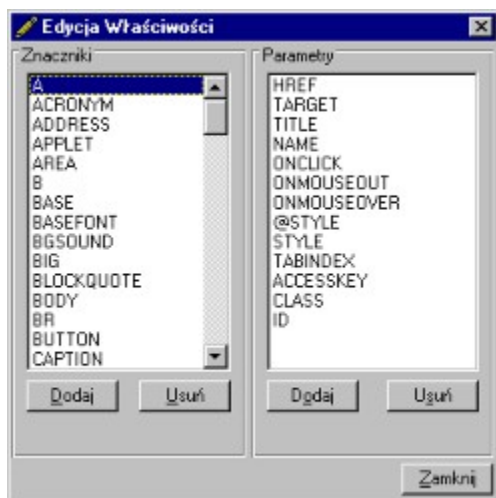 Edycja Właściwości
Znaczniki
A
ACRONYM
ADDRESS
APPLET
AREA
B
BASE
BASEFONT
BGSOUND
BIG
BLOCKQUOTE
BODY
BR
BUTTON
CAPTION
Dodaj
Usuń
Parametry
HREF
TARGET
TITLE
NAME
ONCLICK
ONMOUSEOUT
ONMOUSEOVER
@STYLE
STYLE
TABINDEX
ACCESSKEY
CLASS
ID
Dodaj
Usuń
Zamknij